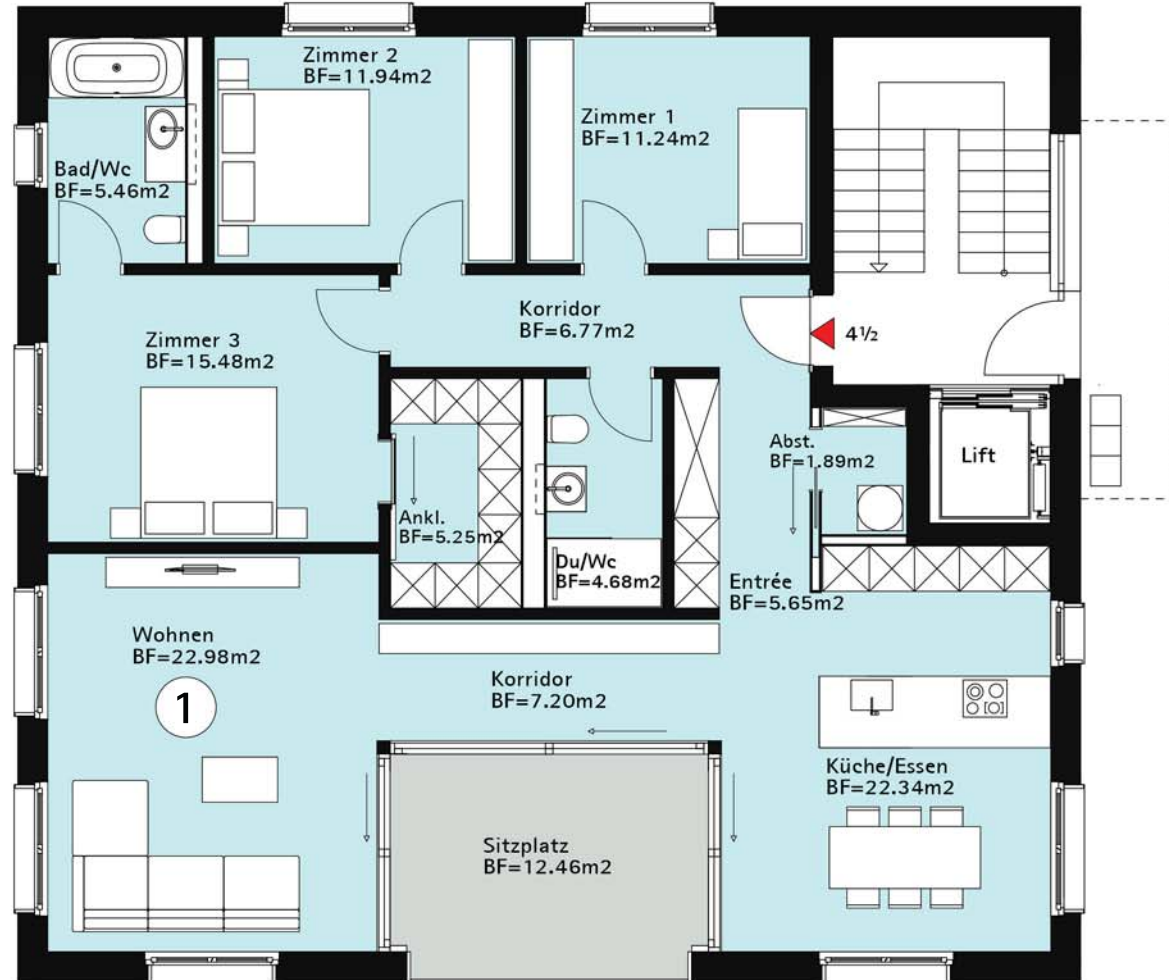 Zimmer 2
BF=11.94m2
Zimmer 1
BF=11.24m2
Bad/Wc
BF=5.46m2
Korridor
BF=6.77m2
4½
Zimmer 3
BF=15.48m2
Abst.
BF=1.89m2
Lift
Ankl.
BF=5.25m2
Du/Wc
BF=4.68m2
Entrée
BF=5.65m2
Wohnen
BF=22.98m2
1
Korridor
BF=7.20m2
Küche/Essen
BF=22.34m2
Sitzplatz
BF=12.46m2